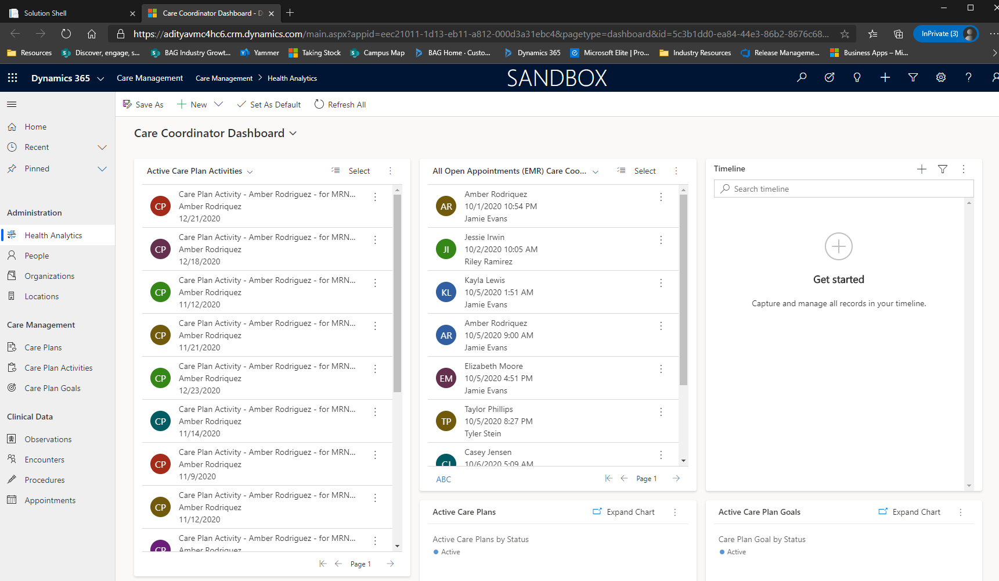 Solution Shell
Care Coordinator Dashboard - D
https://adityavmc4hc6.crm.dynamics.com/main.aspx?appid=eec21011-1d13-eb11-a812-000d3a31ebc4&pagetype=dashboard&id=5c3b1dd0-ea84-44e3-86b2-8676c68...
InPrivate (3)
Resources
Discover, engage, s...
BAG Industry Growt...
Yammer
Taking Stock
Campus Map
BAG Home · Custo...
Dynamics 365
Microsoft Elite | Pro...
Industry Resources
Release Manageme...
Business Apps – Mi...
Dynamics 365
Care Management
Care Management > Health Analytics
SANDBOX
Save As
New
Set As Default
Refresh All
Home
Recent
Pinned
Administration
Health Analytics
People
Organizations
Locations
Care Management
Care Plans
Care Plan Activities
Care Plan Goals
Clinical Data
Observations
Encounters
Procedures
Appointments
Care Coordinator Dashboard
Active Care Plan Activities
Select
CP
Care Plan Activity - Amber Rodriquez - for MRN...
Amber Rodriquez
12/21/2020
CP
Care Plan Activity - Amber Rodriguez - for MRN...
Amber Rodriquez
12/18/2020
CP
Care Plan Activity - Amber Rodriguez - for MRN...
Amber Rodriquez
11/12/2020
CP
Care Plan Activity - Amber Rodriguez - for MRN...
Amber Rodriquez
11/21/2020
CP
Care Plan Activity - Amber Rodriguez - for MRN...
Amber Rodriquez
12/23/2020
CP
Care Plan Activity - Amber Rodriguez - for MRN...
Amber Rodriquez
11/14/2020
CP
Care Plan Activity - Amber Rodriguez - for MRN...
Amber Rodriquez
11/9/2020
CP
Care Plan Activity - Amber Rodriguez - for MRN...
Amber Rodriquez
11/12/2020
CP
Care Plan Activity - Amber Rodriguez - for MRN...
Amber Rodriquez
Page 1
All Open Appointments (EMR) Care Coo...
Select
AR
Amber Rodriquez
10/1/2020 10:54 PM
Jamie Evans
JI
Jessie Irwin
10/2/2020 10:05 AM
Riley Ramirez
KL
Kayla Lewis
10/5/2020 1:51 AM
Jamie Evans
AR
Amber Rodriquez
10/5/2020 9:00 AM
Jamie Evans
EM
Elizabeth Moore
10/5/2020 4:51 PM
Jamie Evans
TP
Taylor Phillips
10/5/2020 8:27 PM
Tyler Stein
CJ
Casey Jensen
10/6/2020 5:09 AM
ABC
Page 1
Timeline
Search timeline
Get started
Capture and manage all records in your timeline.
Active Care Plans
Expand Chart
Active Care Plans by Status
Active
Active Care Plan Goals
Expand Chart
Care Plan Goal by Status
Active